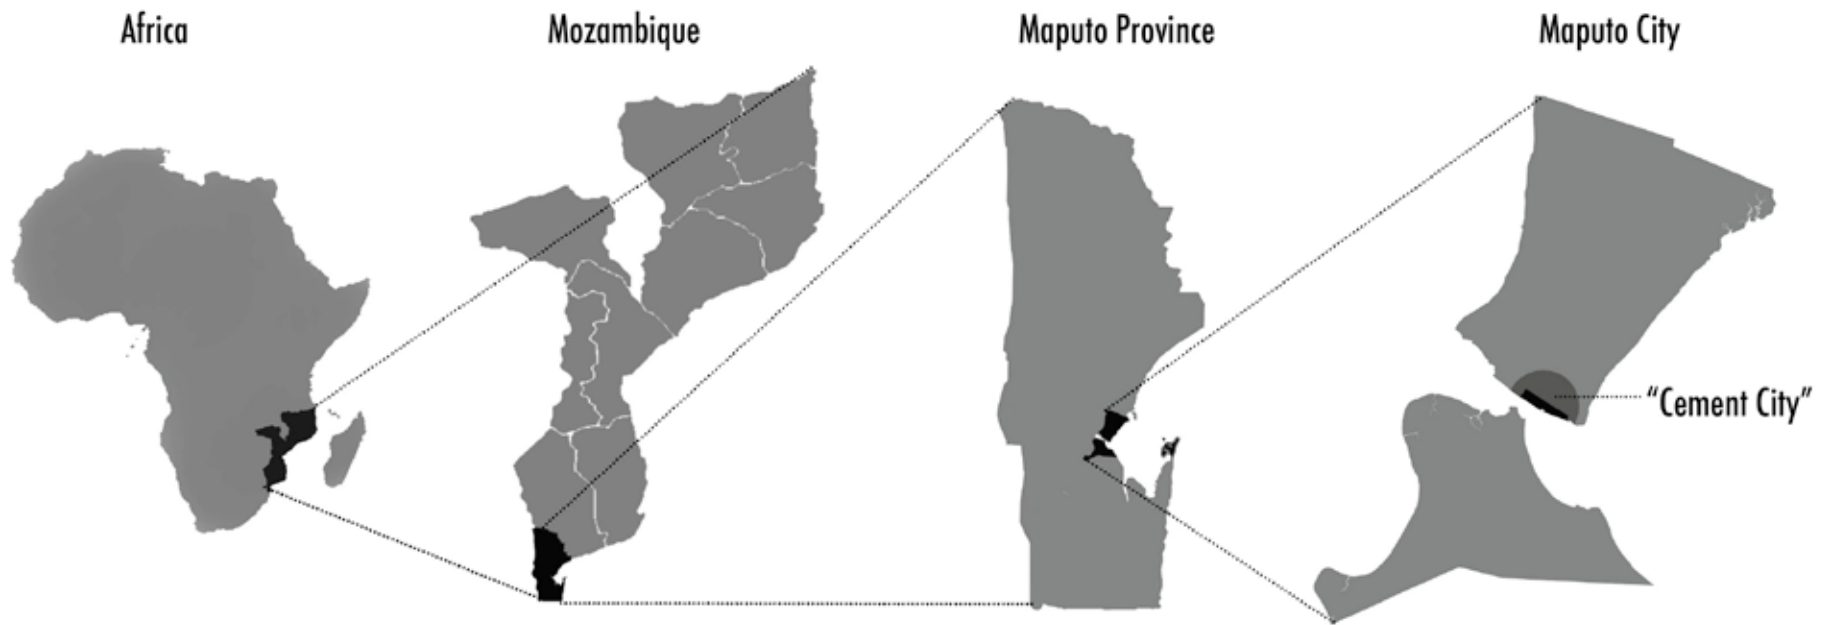 Africa
Mozambique
Maputo Province
Maputo City
“Cement City”